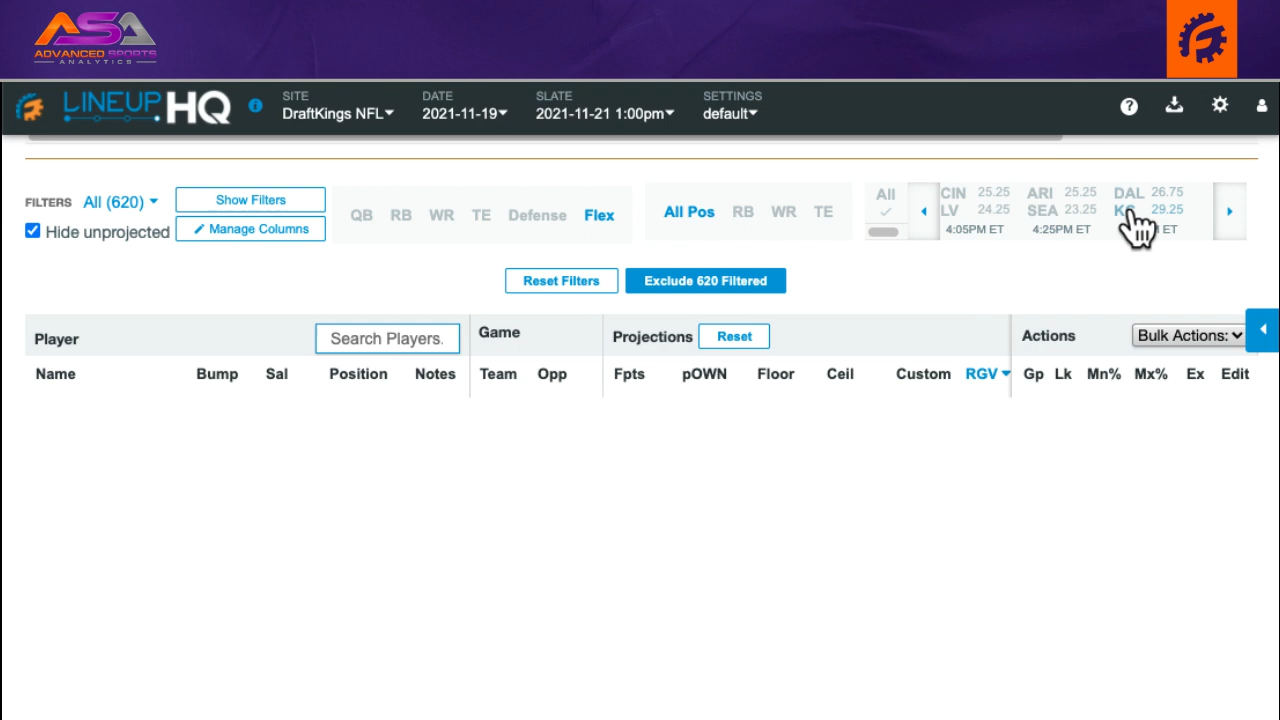 ASA
ADVANCED SPORTS
ANALYTICS
LINEUPHQ
SITE
DraftKings NFL
DATE
2021-11-19
SLATE
2021-11-21 1:00pm
SETTINGS
default
FILTERS All (620)
Hide unprojected
Show Filters
Manage Columns
QB RB WR TE Defense Flex
All Pos RB WR TE
All
CIN 25.25
LV 24.25
4:05PM ET
ARI 25.25
SEA 23.25
4:25PM ET
DAL 26.75
KC 29.25
ET
Reset Filters
Exclude 620 Filtered
Player
Search Players.
Game
Projections
Reset
Actions
Bulk Actions:
Name Bump Sal Position Notes Team Opp Fpts pOWN Floor Ceil Custom RGV Gp Lk Mn% Mx% Ex Edit